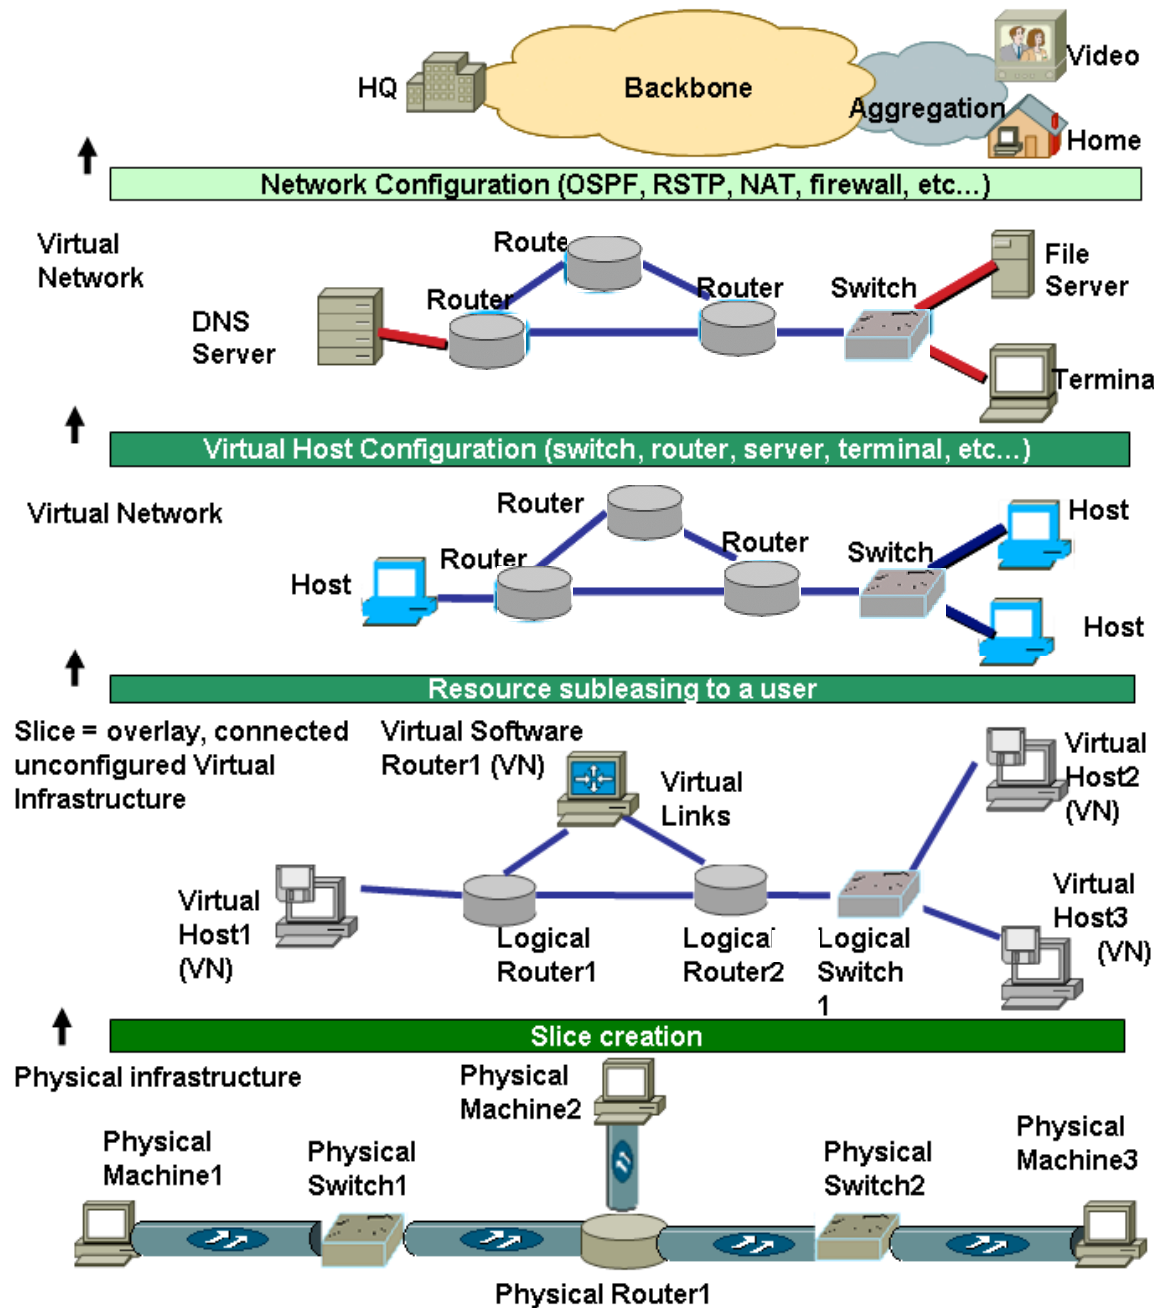 HQ
Backbone
Aggregation
Video
Home
Network Configuration (OSPF, RSTP, NAT, firewall, etc...)
Virtual
Network
Route
Router
Router
Switch
File
Server
DNS
Server
Termina
Virtual Host Configuration (switch, router, server, terminal, etc...)
Virtual Network
Router
Router
Router
Switch
Host
Host
Host
Resource subleasing to a user
Slice = overlay, connected
unconfigured Virtual
Infrastructure
Virtual Software
Router1 (VN)
Virtual
Links
Virtual
Host2
(VN)
Virtual
Host1
(VN)
Logical
Router1
Logical
Router2
Logical
Switch
1
Virtual
Host3
(VN)
Slice creation
Physical infrastructure
Physical
Machine2
Physical
Machine1
Physical
Switch1
Physical
Switch2
Physical
Machine3
Physical Router1